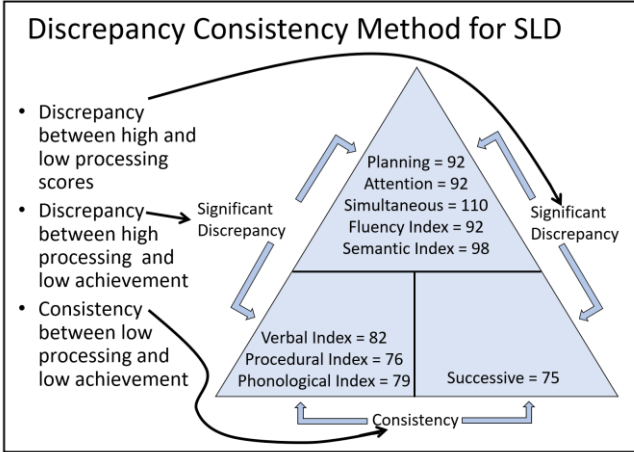 Discrepancy Consistency Method for SLD
• Discrepancy
between high and
low processing
scores
• Discrepancy
between high
processing and
low achievement
• Consistency
between low
processing and
low achievement
Significant
Discrepancy
Planning = 92
Attention = 92
Simultaneous = 110
Fluency Index = 92
Semantic Index = 98
Significant
Discrepancy
Verbal Index = 82
Procedural Index = 76
Phonological Index = 79
Successive = 75
Consistency